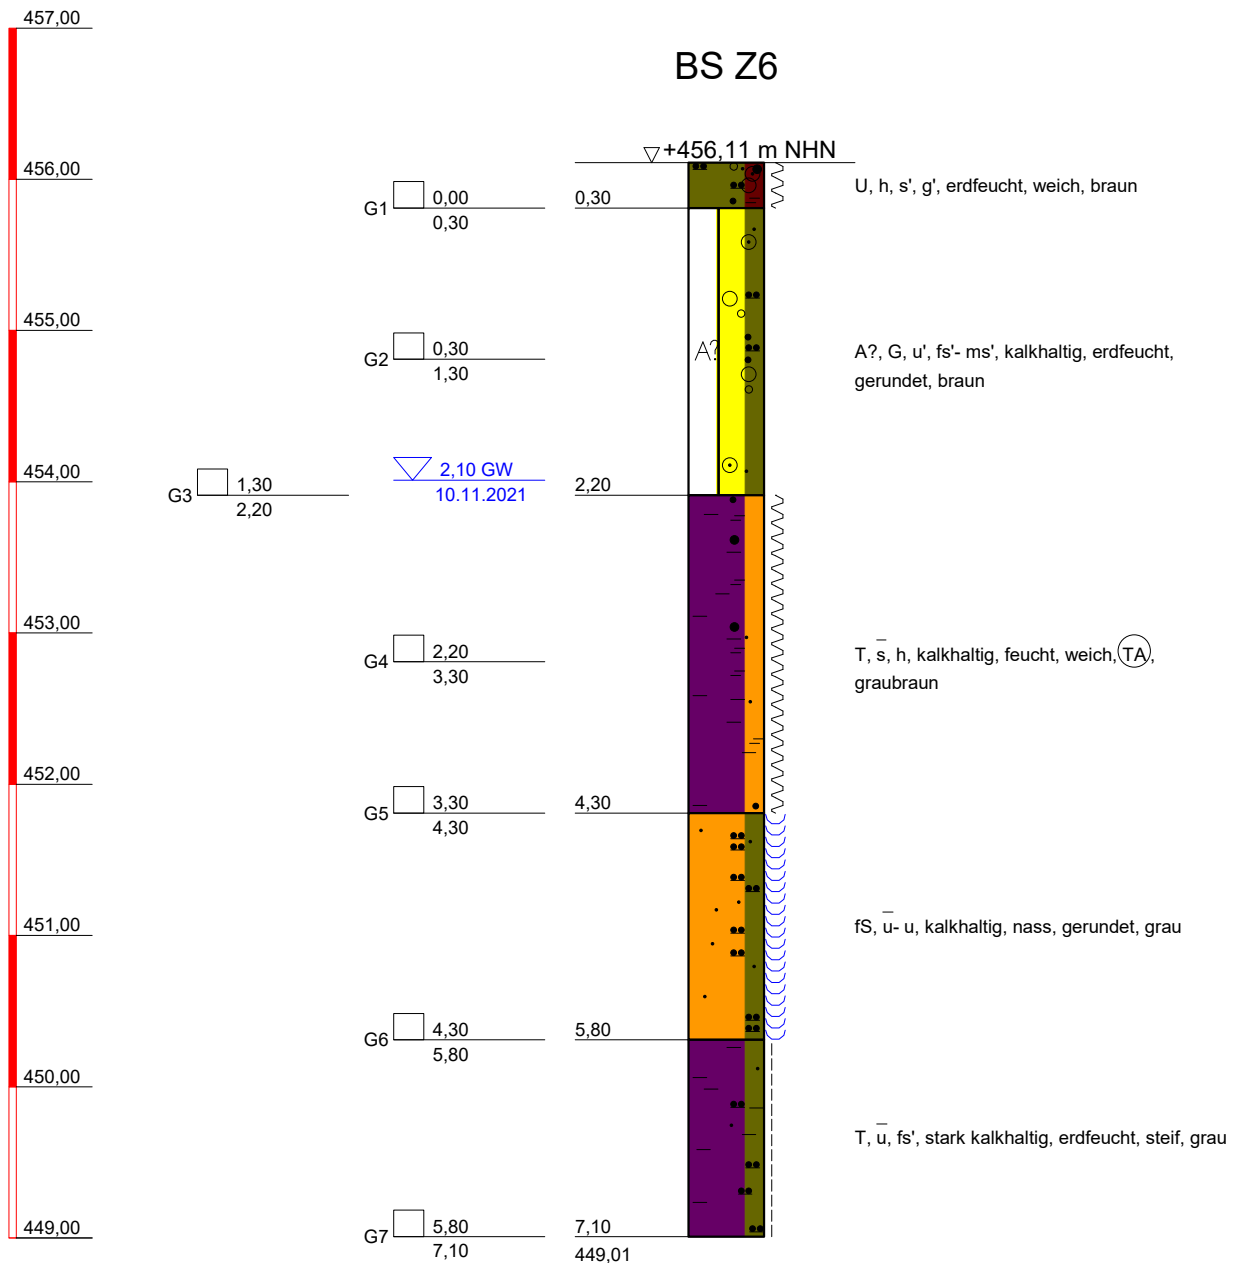 457,00
BS Z6
+456,11 m NHN
456,00
U, h, s', g', erdfeucht, weich, braun
G1
0,00
0,30
0,30
455,00
G2
0,30
1,30
A?
A?, G, u', fs'- ms', kalkhaltig, erdfeucht,
gerundet, braun
454,00
G3
1,30
2,20
2,10 GW
10.11.2021
2,20
453,00
G4
2,20
3,30
T, s̅, h, kalkhaltig, feucht, weich, TA,
graubraun
452,00
G5
3,30
4,30
4,30
451,00
fS, u̅- u, kalkhaltig, nass, gerundet, grau
G6
4,30
5,80
5,80
450,00
T, u̅, fs', stark kalkhaltig, erdfeucht, steif, grau
449,00
G7
5,80
7,10
7,10
449,01